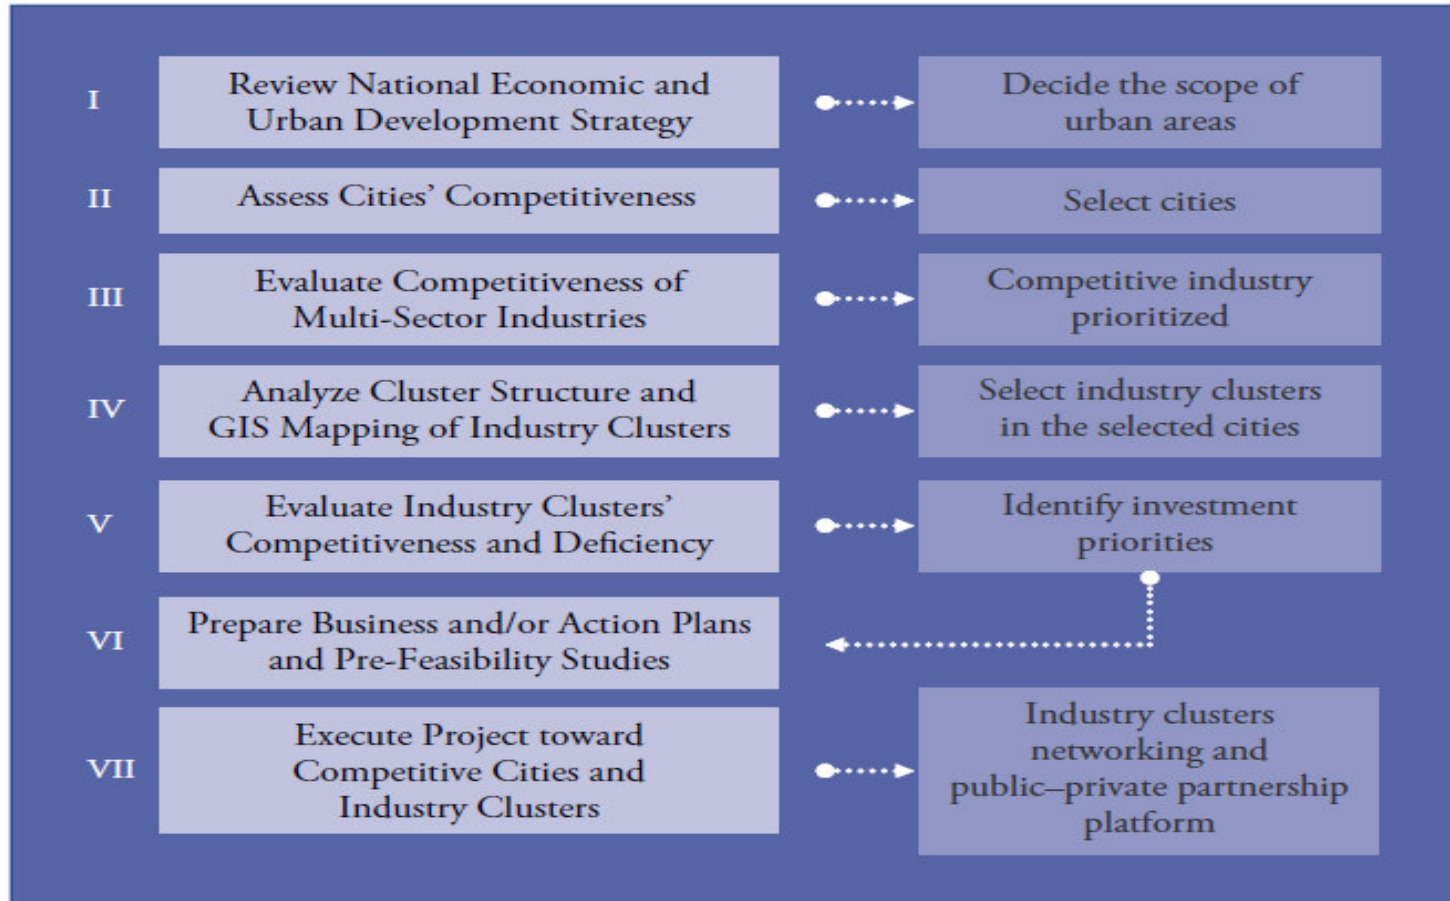 I
Review National Economic and
Urban Development Strategy
Decide the scope of
urban areas
II
Assess Cities’ Competitiveness
Select cities
III
Evaluate Competitiveness of
Multi-Sector Industries
Competitive industry
prioritized
IV
Analyze Cluster Structure and
GIS Mapping of Industry Clusters
Select industry clusters
in the selected cities
V
Evaluate Industry Clusters’
Competitiveness and Deficiency
Identify investment
priorities
VI
Prepare Business and/or Action Plans
and Pre-Feasibility Studies
VII
Execute Project toward
Competitive Cities and
Industry Clusters
Industry clusters
networking and
public–private partnership
platform